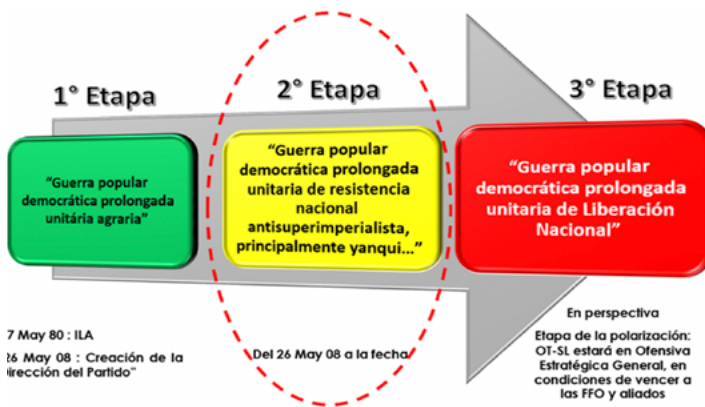 1° Etapa
2° Etapa
3° Etapa
“Guerra popular
democrática prolongada
unitária agraria”
“Guerra popular
democrática prolongada
unitaria de resistencia
nacional
antisuperimperialista,
principalmente yanqui...”
“Guerra popular
democrática prolongada
unitaria de Liberación
Nacional”
7 May 80 : ILA
26 May 08 : Creación de la
Dirección del Partido"
Del 26 May 08 a la fecha
En perspectiva
Etapa de la polarización:
OT-SL estará en Ofensiva
Estratégica General, en
condiciones de vencer a
las FFO y aliados